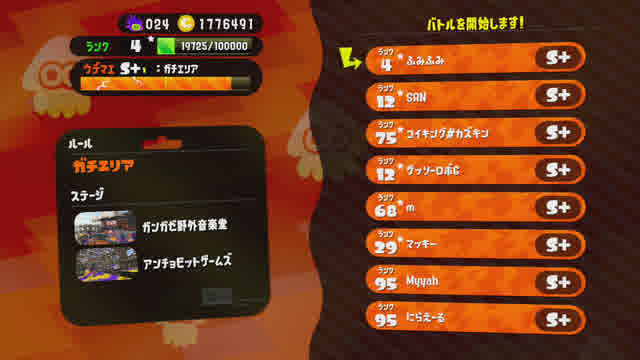 024 1776491
ランク 4★ 19725/100000
ウデマエ S+1 : ガチエリア
ルール
ガチエリア
ステージ
ガンガゼ野外音楽堂
アンチョビットゲームズ
バトルを開始します!
ランク 4★ ふみふみ S+
ランク 12★ SAN S+
ランク 75★ コイキング#カズキン S+
ランク 12★ ヴッソーロボG S+
ランク 68★ m S+
ランク 29★ マッキー S+
ランク 95 Myyah S+
ランク 95 にらえーる S+